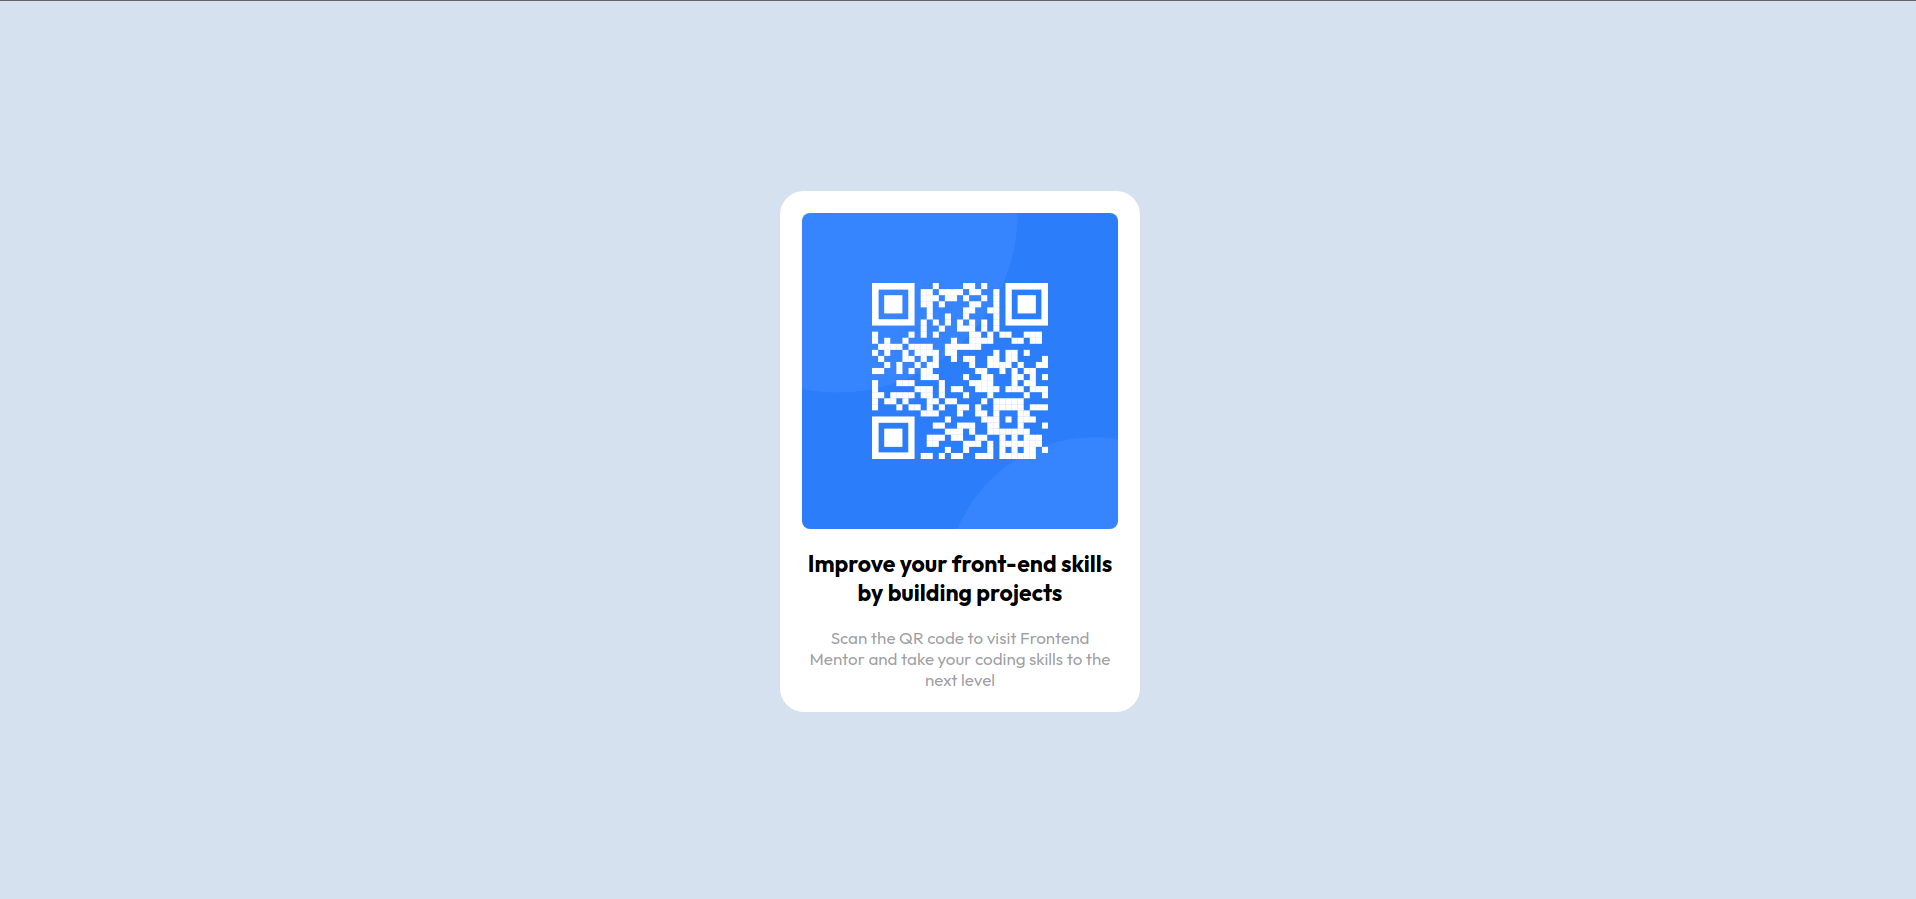 Improve your front-end skills
by building projects
Scan the QR code to visit Frontend
Mentor and take your coding skills to the
next level